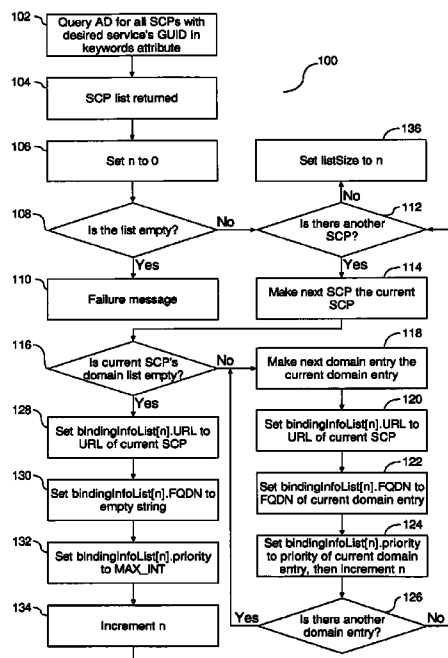 102
Query AD for all SCPs with
desired service's GUID in
keywords attribute
100
104
SCP list returned
136
106
Set n to 0
Set listSize to n
No
108
Is the list empty?
No
112
Is there another
SCP?
Yes
Yes
110
Failure message
114
Make next SCP the current
SCP
116
Is current SCP's
domain list empty?
No
118
Make next domain entry the
current domain entry
Yes
128
Set bindingInfoList[n].URL to
URL of current SCP
120
Set bindingInfoList[n].URL to
URL of current SCP
130
Set bindingInfoList[n].FQDN to
empty string
122
Set bindingInfoList[n].FQDN to
FQDN of current domain entry
132
Set bindingInfoList[n].priority
to MAX_INT
124
Set bindingInfoList[n].priority
to priority of current domain
entry, then increment n
134
Increment n
126
Yes
Is there another
domain entry?
No